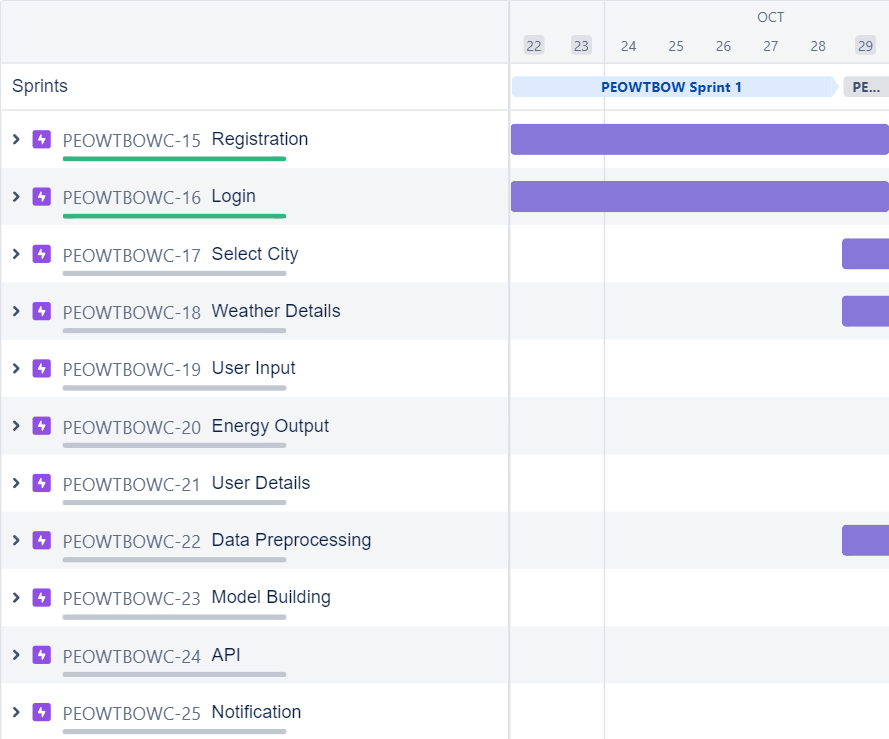 OCT
22 23 24 25 26 27 28 29
Sprints PEOWTBOW Sprint 1 PE...
PEOWTBOWC-15 Registration
PEOWTBOWC-16 Login
PEOWTBOWC-17 Select City
PEOWTBOWC-18 Weather Details
PEOWTBOWC-19 User Input
PEOWTBOWC-20 Energy Output
PEOWTBOWC-21 User Details
PEOWTBOWC-22 Data Preprocessing
PEOWTBOWC-23 Model Building
PEOWTBOWC-24 API
PEOWTBOWC-25 Notification